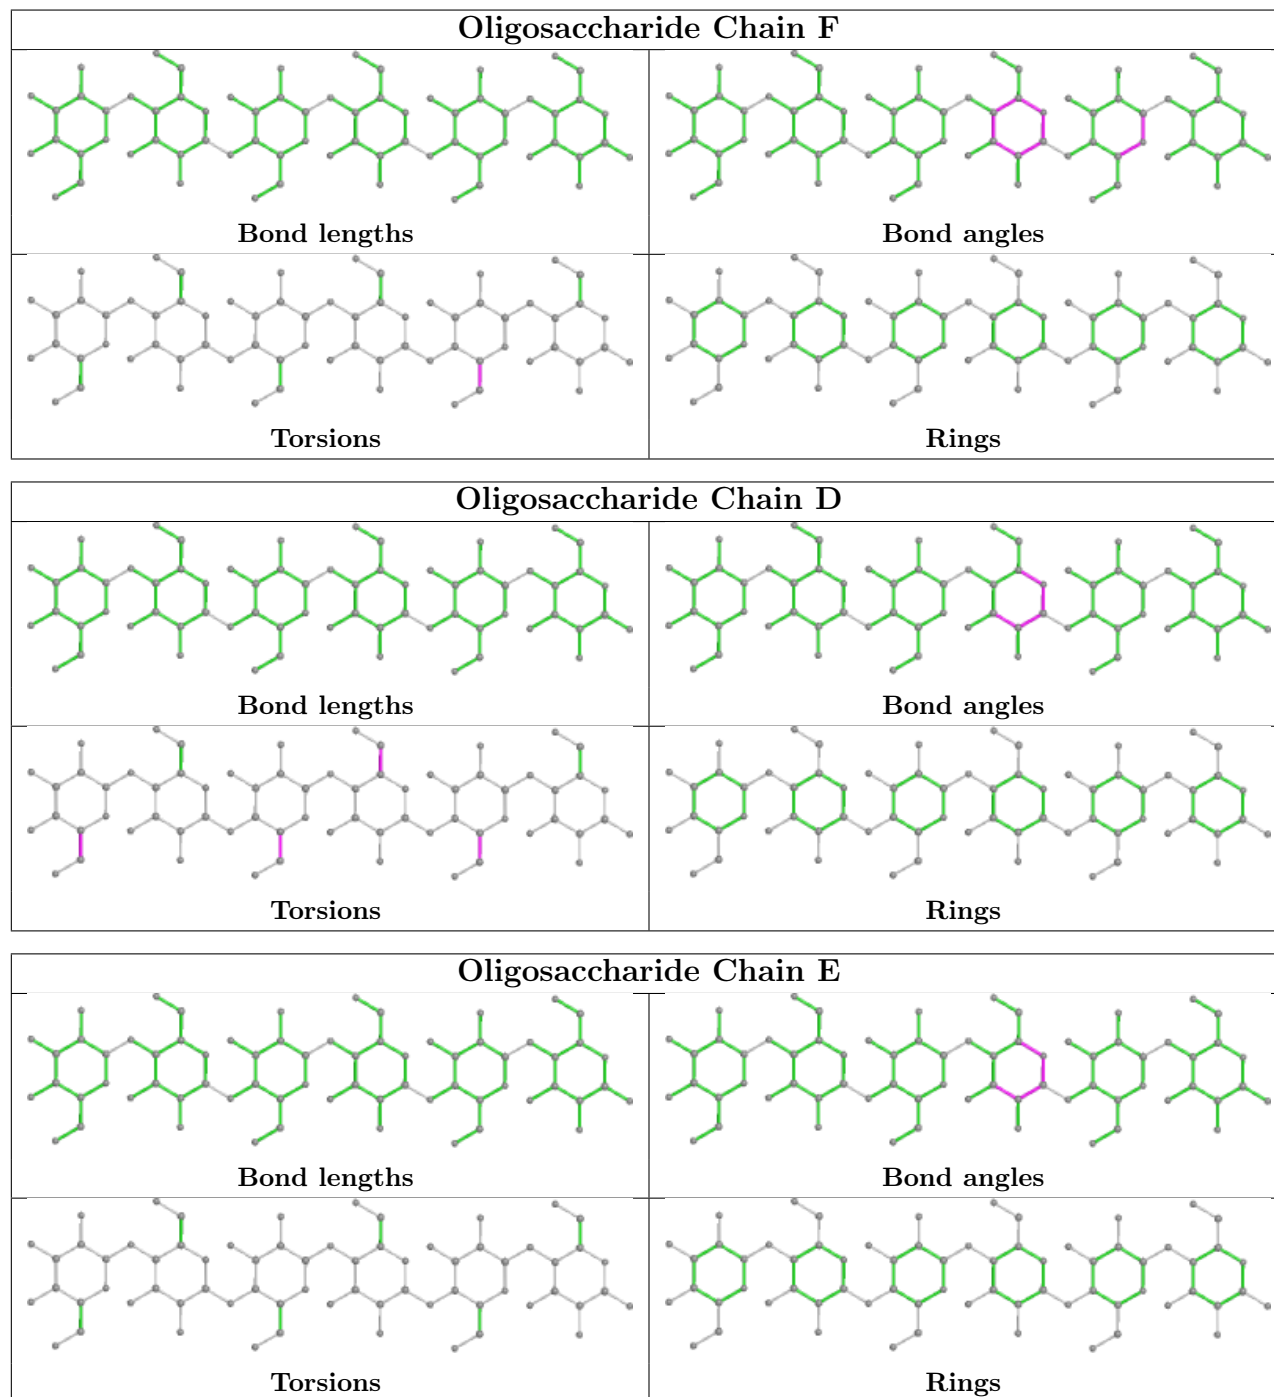 Oligosaccharide Chain F
Bond lengths
Bond angles
Torsions
Rings
Oligosaccharide Chain D
Bond lengths
Bond angles
Torsions
Rings
Oligosaccharide Chain E
Bond lengths
Bond angles
Torsions
Rings